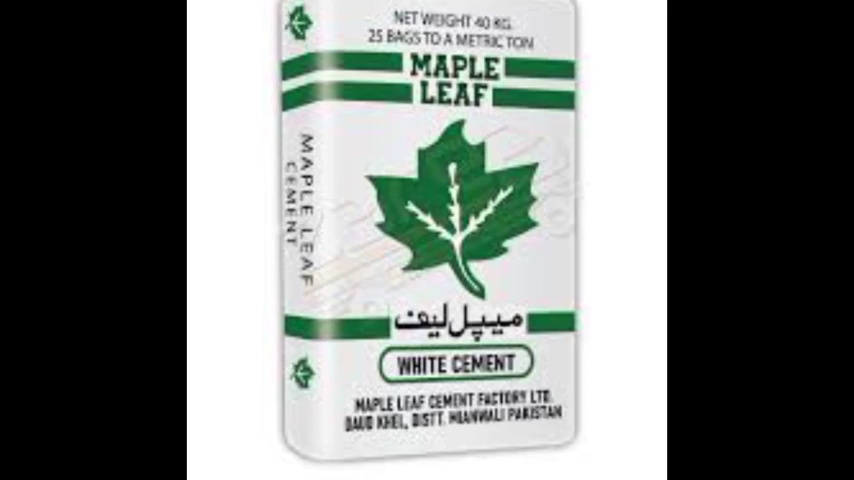 NET WEIGHT 40 KG.
25 BAGS TO A METRIC TON
MAPLE
LEAF
MAPLE LEAF
CEMENT
میپل لیف
WHITE CEMENT
MAPLE LEAF CEMENT FACTORY LTD.
DAUD KHEL, DISTT. MIANWALI PAKISTAN